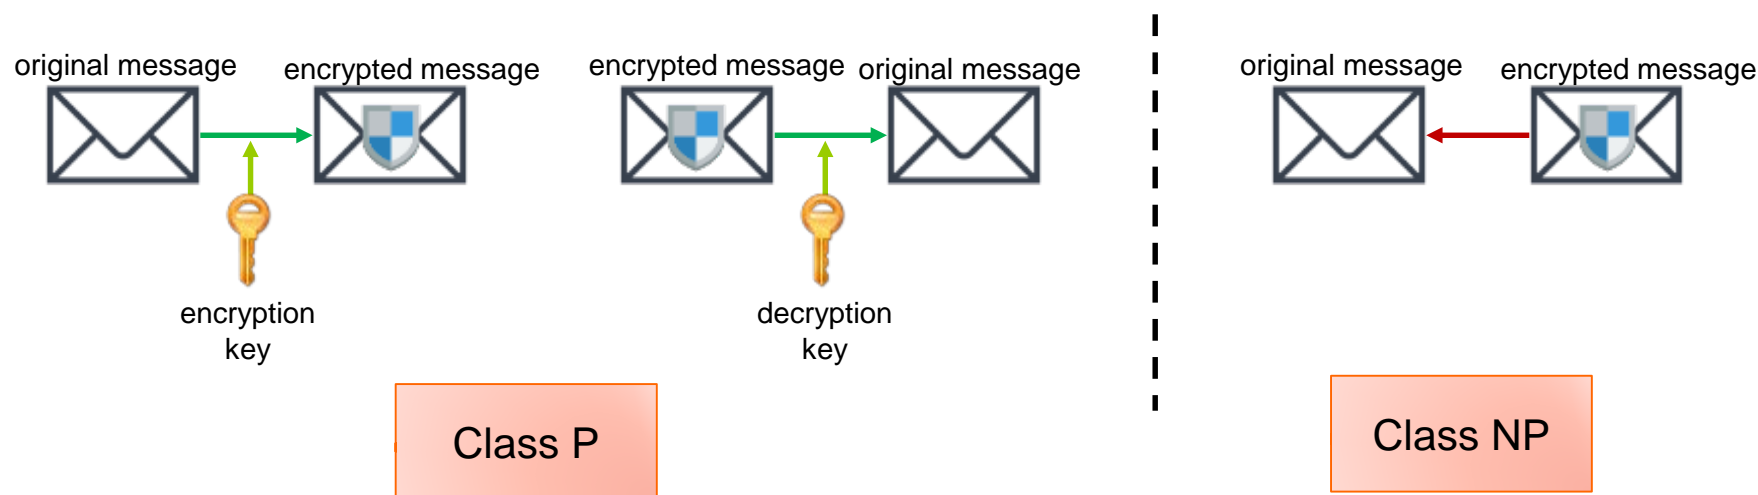 original message
encrypted message
encrypted message
original message
original message
encrypted message
encryption
key
decryption
key
Class P
Class NP